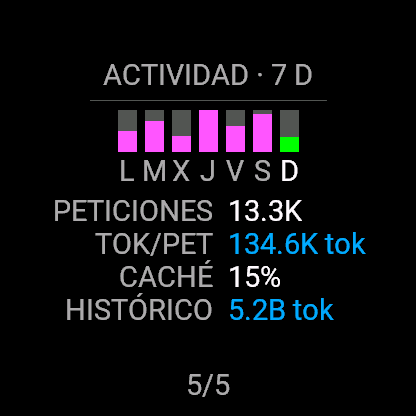 ACTIVIDAD · 7 D
L M X J V S D
PETICIONES 13.3K
TOK/PET 134.6K tok
CACHÉ 15%
HISTÓRICO 5.2B tok
5/5